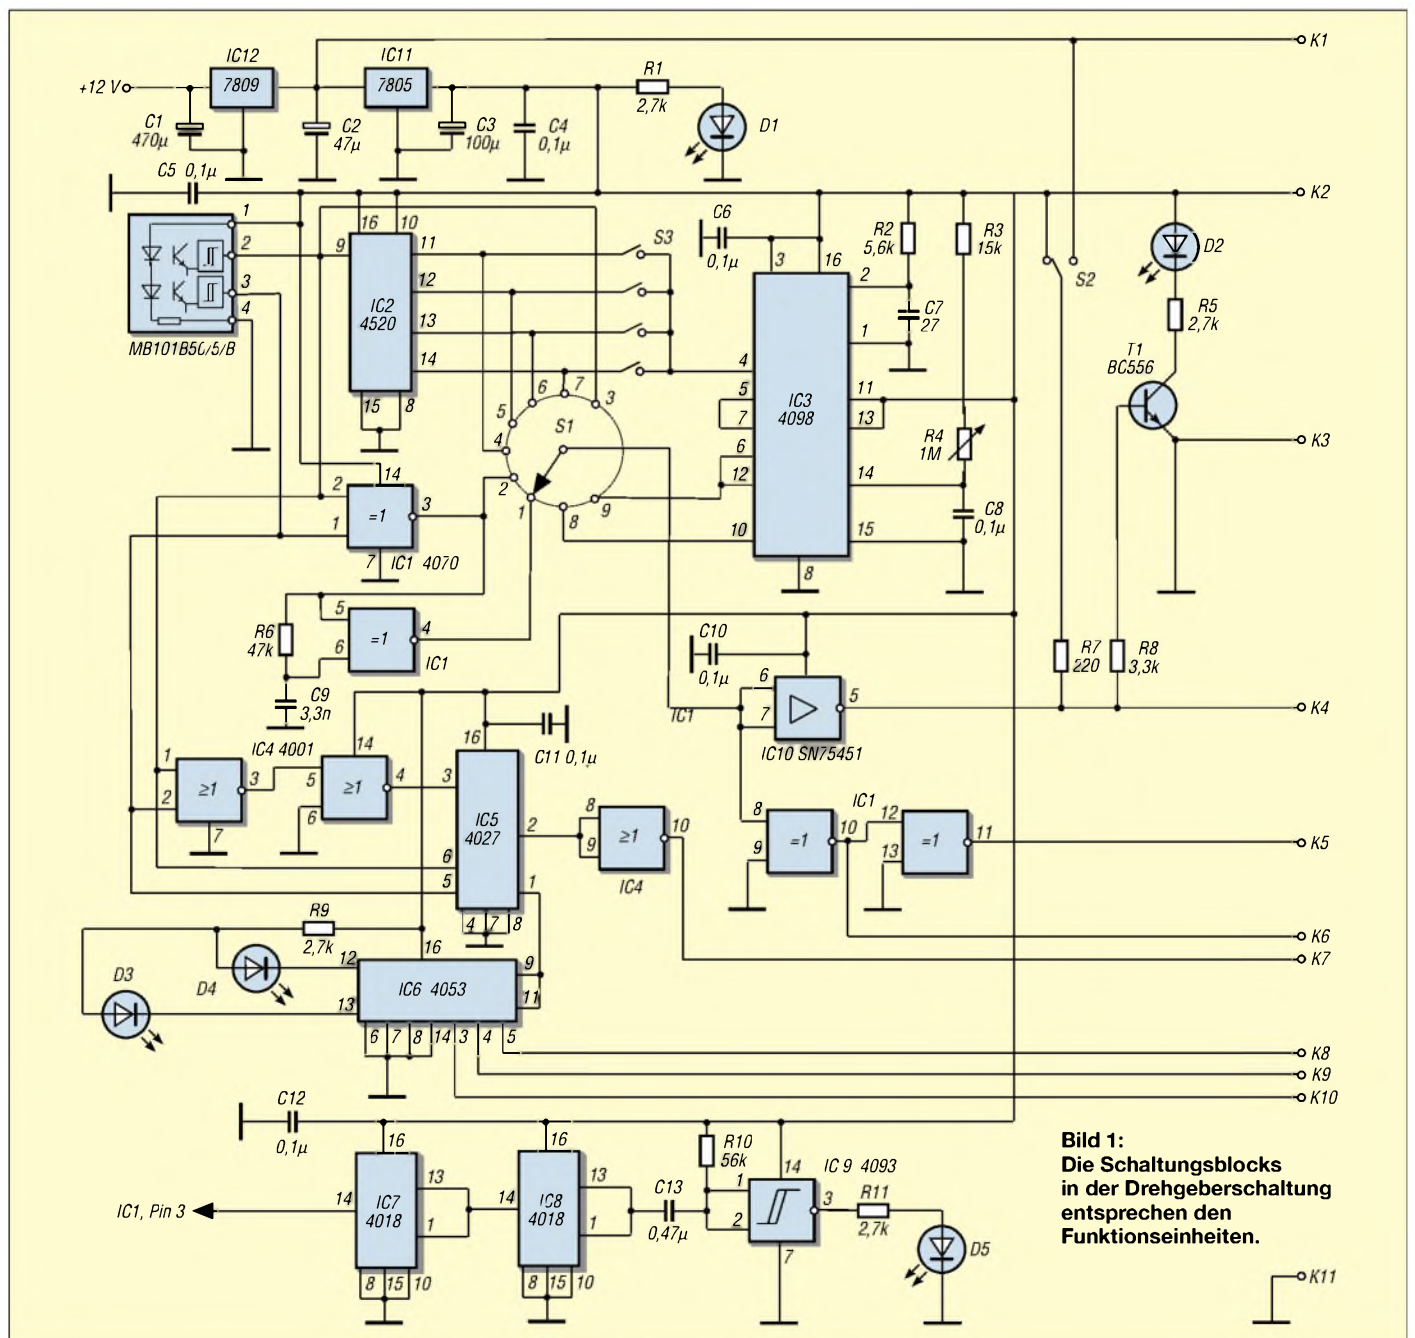 K1
IC12
IC11
+12 V
7809
7805
R1
2,7k
C1
470µ
C2
47µ
C3
100µ
C4
0,1µ
D1
C5 0,1µ
K2
1
2
3
4
MB101B50/5/B
16
10
9
11
12
13
14
IC2
4520
15
8
S3
C6
0,1µ
3
16
R2
5,6k
R3
15k
S2
D2
2
C7
27
1
R5
2,7k
T1
BC556
4
5
7
6
12
10
IC3
4098
11
13
14
15
8
R4
1M
C8
0,1µ
K3
S1
1
2
3
4
5
6
7
8
9
14
2
1
=1
3
7
IC1 4070
5
6
=1
4
IC1
R6
47k
C9
3,3n
C10
0,1µ
R7
220
R8
3,3k
6
7
5
IC1
IC10 SN75451
K4
IC4 4001
1
2
≥1
3
7
14
5
6
≥1
4
16
C11 0,1µ
3
IC5
4027
2
6
5
1
4
7
8
8
9
≥1
10
IC4
8
9
=1
10
IC1
12
13
=1
11
K5
K6
K7
R9
2,7k
D3
D4
16
12
13
IC6 4053
9
11
6
7
8
14
3
4
5
K8
K9
K10
C12
0,1µ
16
IC7
4018
14
13
1
8
15
10
IC1, Pin 3
16
IC8
4018
14
13
1
8
15
10
C13
0,47µ
R10
56k
14
IC 9 4093
1
2
3
7
R11
2,7k
D5
Bild 1:
Die Schaltungsblocks
in der Drehgeberschaltung
entsprechen den
Funktionseinheiten.
K11